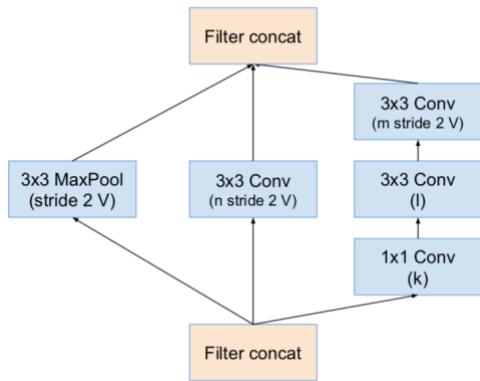 Filter concat
3x3 Conv
(m stride 2 V)
3x3 MaxPool
(stride 2 V)
3x3 Conv
(n stride 2 V)
3x3 Conv
(l)
1x1 Conv
(k)
Filter concat